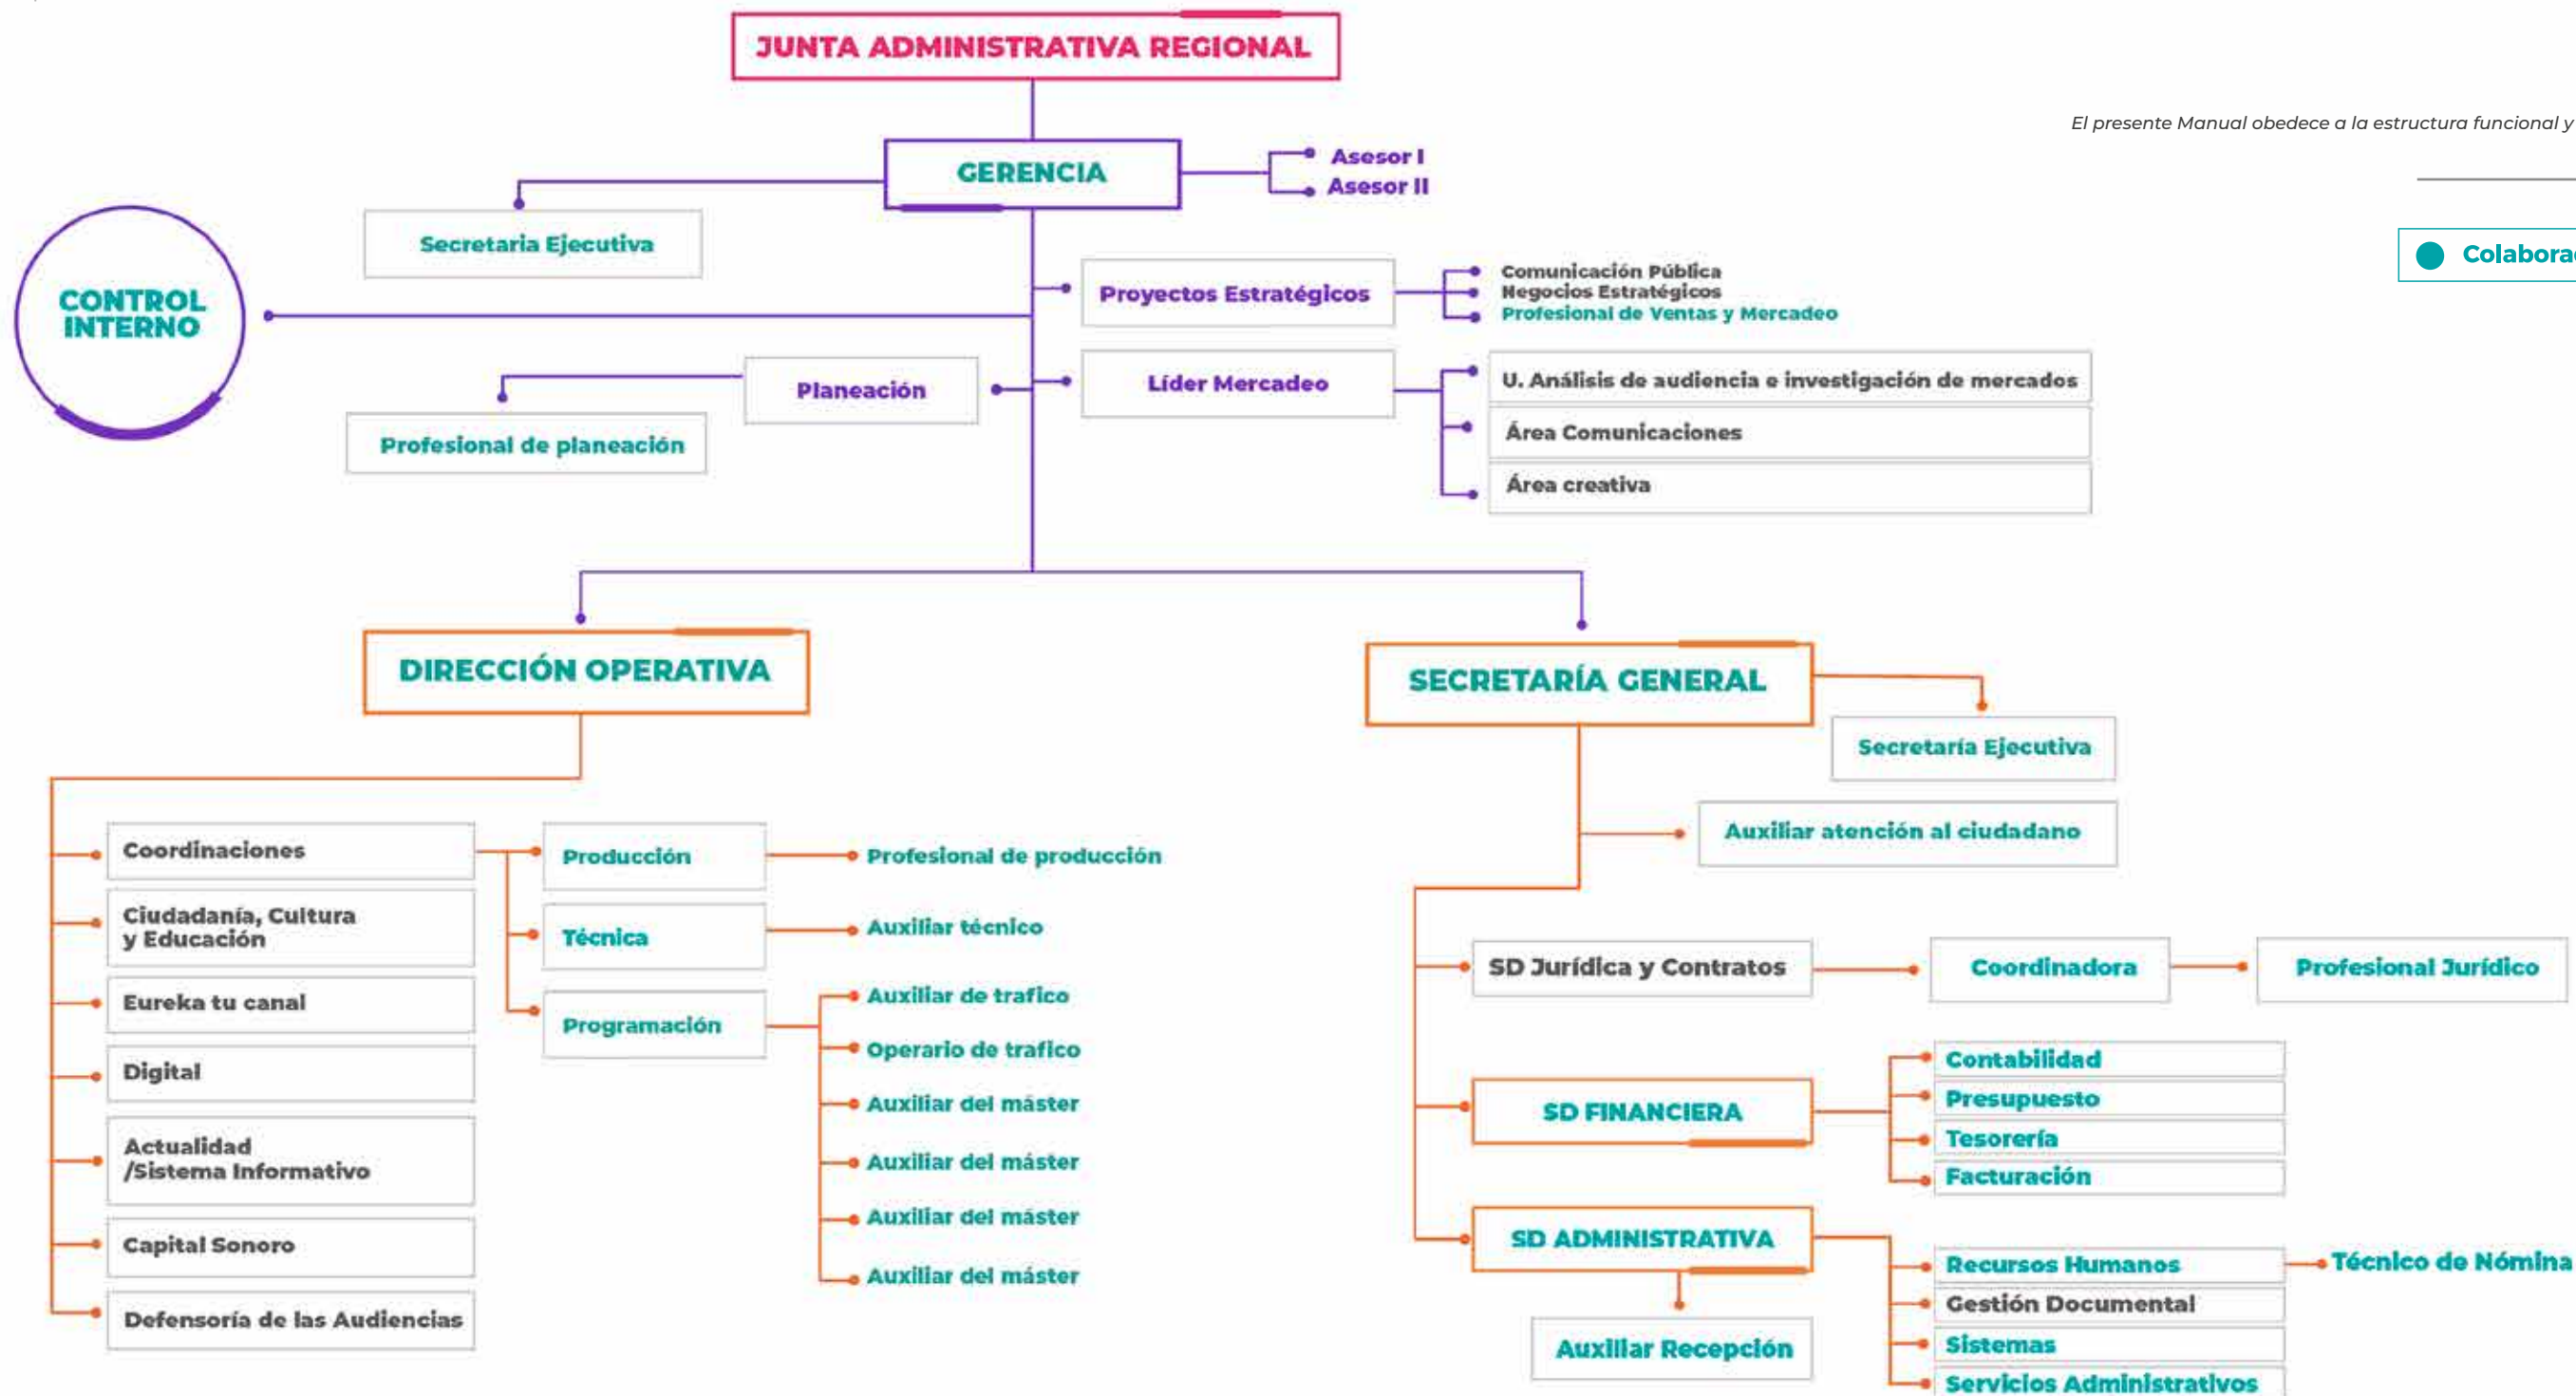 JUNTA ADMINISTRATIVA REGIONAL
El presente Manual obedece a la estructura funcional y
GERENCIA
Asesor I
Asesor II
Secretaria Ejecutiva
CONTROL
INTERNO
Proyectos Estratégicos
Comunicación Pública
Negocios Estratégicos
Profesional de Ventas y Mercadeo
Planeación
Profesional de planeación
Líder Mercadeo
U. Análisis de audiencia e investigación de mercados
Área Comunicaciones
Área creativa
DIRECCIÓN OPERATIVA
Coordinaciones
Ciudadanía, Cultura
y Educación
Eureka tu canal
Digital
Actualidad
/Sistema Informativo
Capital Sonoro
Defensoría de las Audiencias
Producción
Profesional de producción
Técnica
Auxiliar técnico
Programación
Auxiliar de trafico
Operario de trafico
Auxiliar del máster
Auxiliar del máster
Auxiliar del máster
Auxiliar del máster
SECRETARÍA GENERAL
Secretaría Ejecutiva
Auxiliar atención al ciudadano
SD Jurídica y Contratos
Coordinadora
Profesional Jurídico
SD FINANCIERA
Contabilidad
Presupuesto
Tesorería
Facturación
SD ADMINISTRATIVA
Auxiliar Recepción
Recursos Humanos
Técnico de Nómina
Gestión Documental
Sistemas
Servicios Administrativos